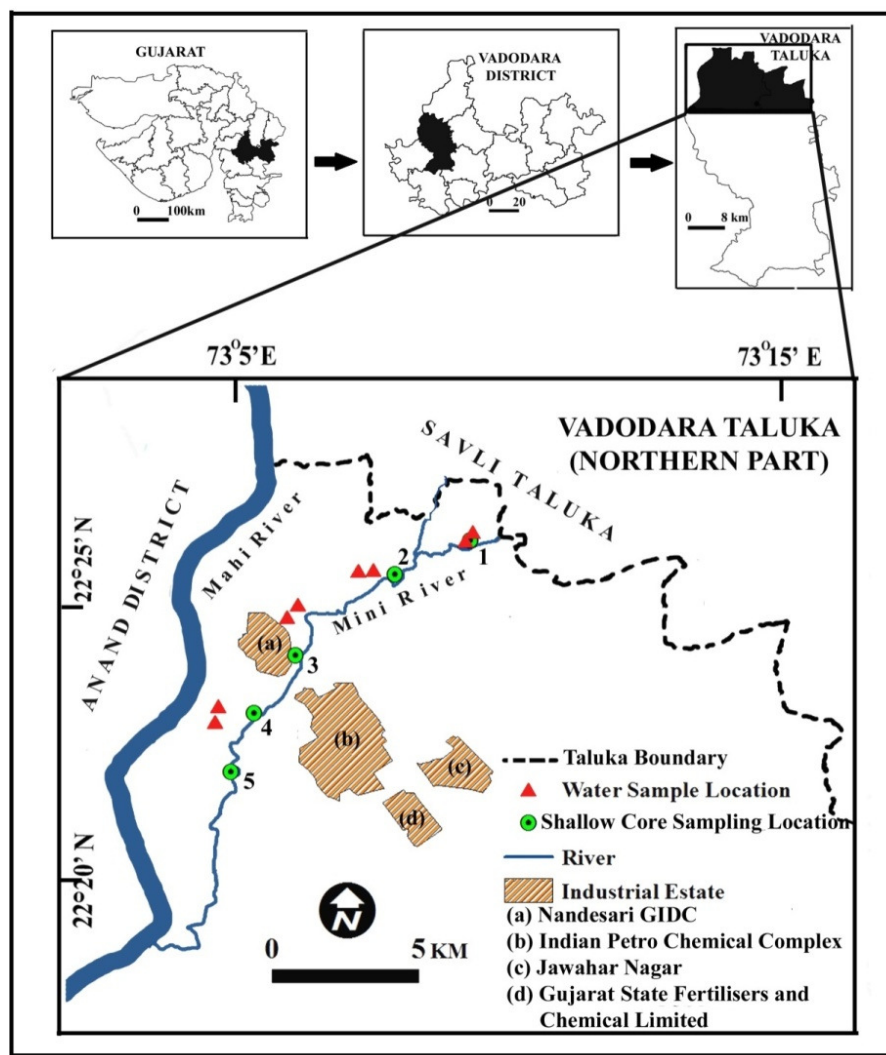 GUJARAT
0 100km
VADODARA
DISTRICT
0 20
VADODARA
TALUKA
0 8 km
73°5’ E
73°15’ E
VADODARA TALUKA
(NORTHERN PART)
SAVLI TALUKA
ANAND DISTRICT
Mahi River
Mini River
22°25’ N
22°20’ N
1
2
3
4
5
(a)
(b)
(c)
(d)
Taluka Boundary
Water Sample Location
Shallow Core Sampling Location
River
Industrial Estate
(a) Nandesari GIDC
(b) Indian Petro Chemical Complex
(c) Jawahar Nagar
(d) Gujarat State Fertilisers and
Chemical Limited
N
0 5 KM